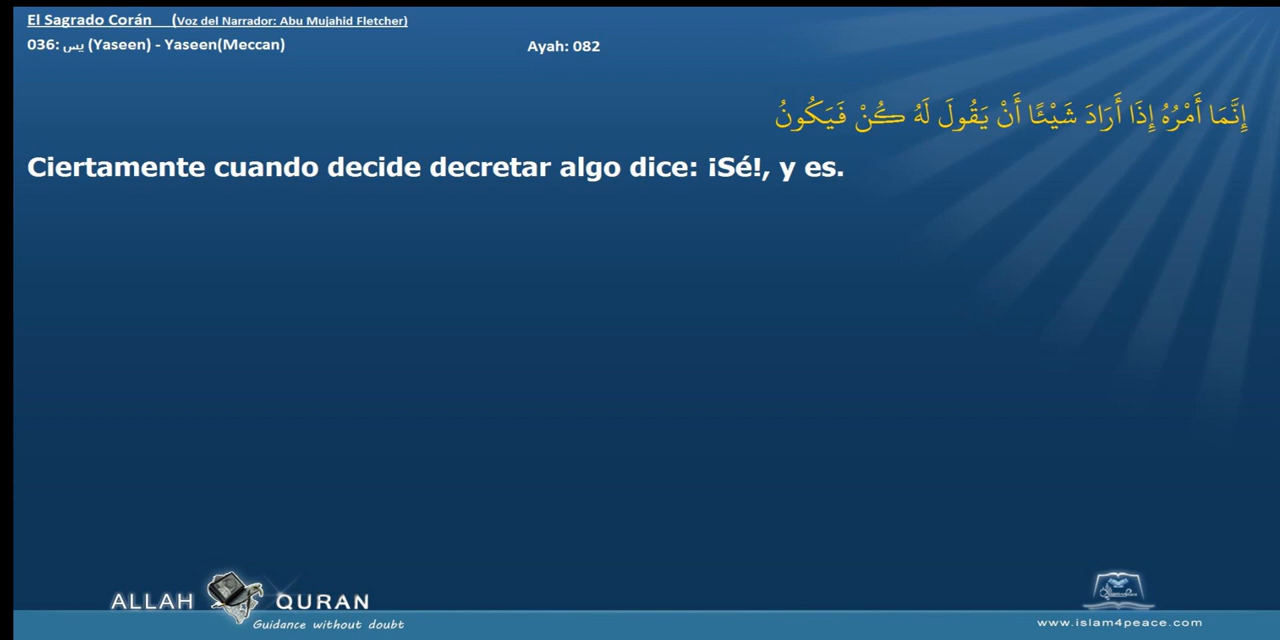 El Sagrado Corán (Voz del Narrador: Abu Mujahid Fletcher)
036: يس (Yaseen) - Yaseen(Meccan) Ayah: 082
إِنَّمَا أَمْرُهُ إِذَا أَرَادَ شَيْئًا أَنْ يَقُولَ لَهُ كُنْ فَيَكُونُ
Ciertamente cuando decide decretar algo dice: ¡Sé!, y es.
ALLAH QURAN
Guidance without doubt
www.islam4peace.com